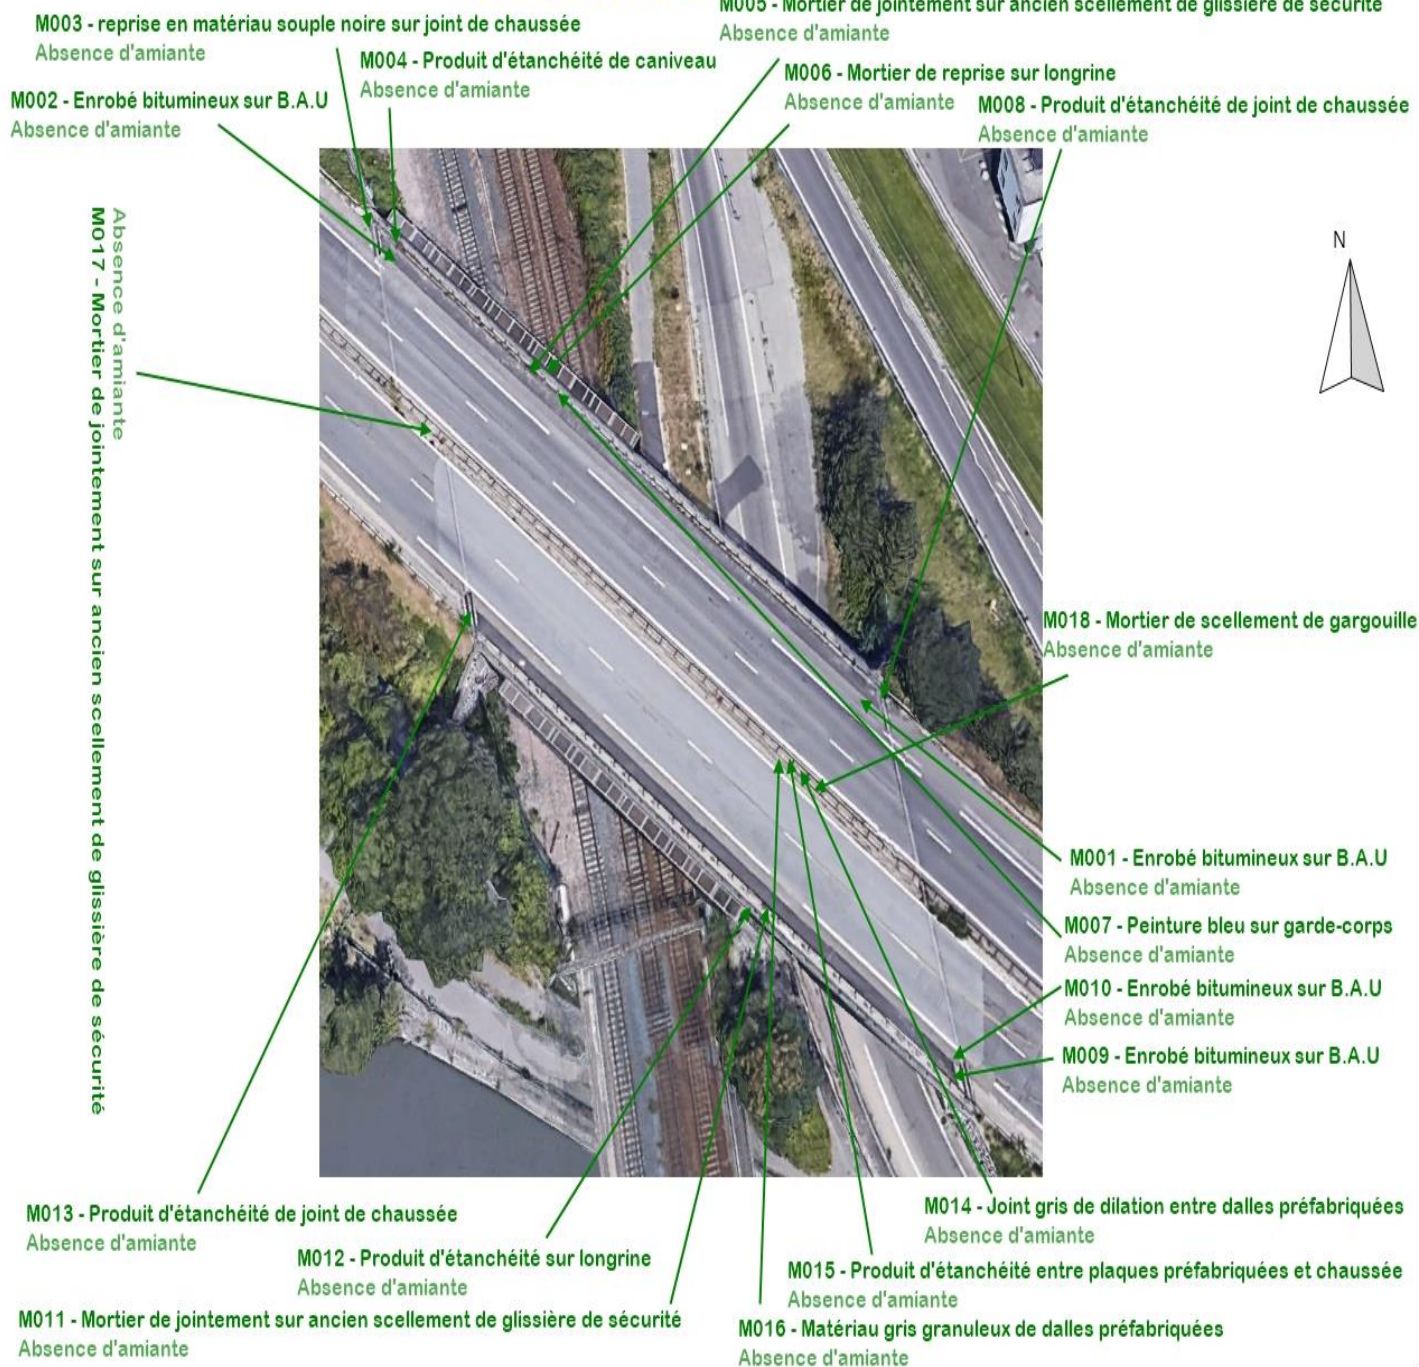 M005 - Mortier de jointement sur ancien scellement de glissière de sécurité
Absence d'amiante
M003 - reprise en matériau souple noire sur joint de chaussée
Absence d'amiante
M004 - Produit d'étanchéité de caniveau
Absence d'amiante
M006 - Mortier de reprise sur longrine
Absence d'amiante
M002 - Enrobé bitumineux sur B.A.U
Absence d'amiante
M008 - Produit d'étanchéité de joint de chaussée
Absence d'amiante
M017 - Mortier de jointement sur ancien scellement de glissière de sécurité
Absence d'amiante
N
M018 - Mortier de scellement de gargouille
Absence d'amiante
M001 - Enrobé bitumineux sur B.A.U
Absence d'amiante
M007 - Peinture bleu sur garde-corps
Absence d'amiante
M010 - Enrobé bitumineux sur B.A.U
Absence d'amiante
M009 - Enrobé bitumineux sur B.A.U
Absence d'amiante
M013 - Produit d'étanchéité de joint de chaussée
Absence d'amiante
M014 - Joint gris de dilation entre dalles préfabriquées
Absence d'amiante
M012 - Produit d'étanchéité sur longrine
Absence d'amiante
M015 - Produit d'étanchéité entre plaques préfabriquées et chaussée
Absence d'amiante
M011 - Mortier de jointement sur ancien scellement de glissière de sécurité
Absence d'amiante
M016 - Matériau gris granuleux de dalles préfabriquées
Absence d'amiante